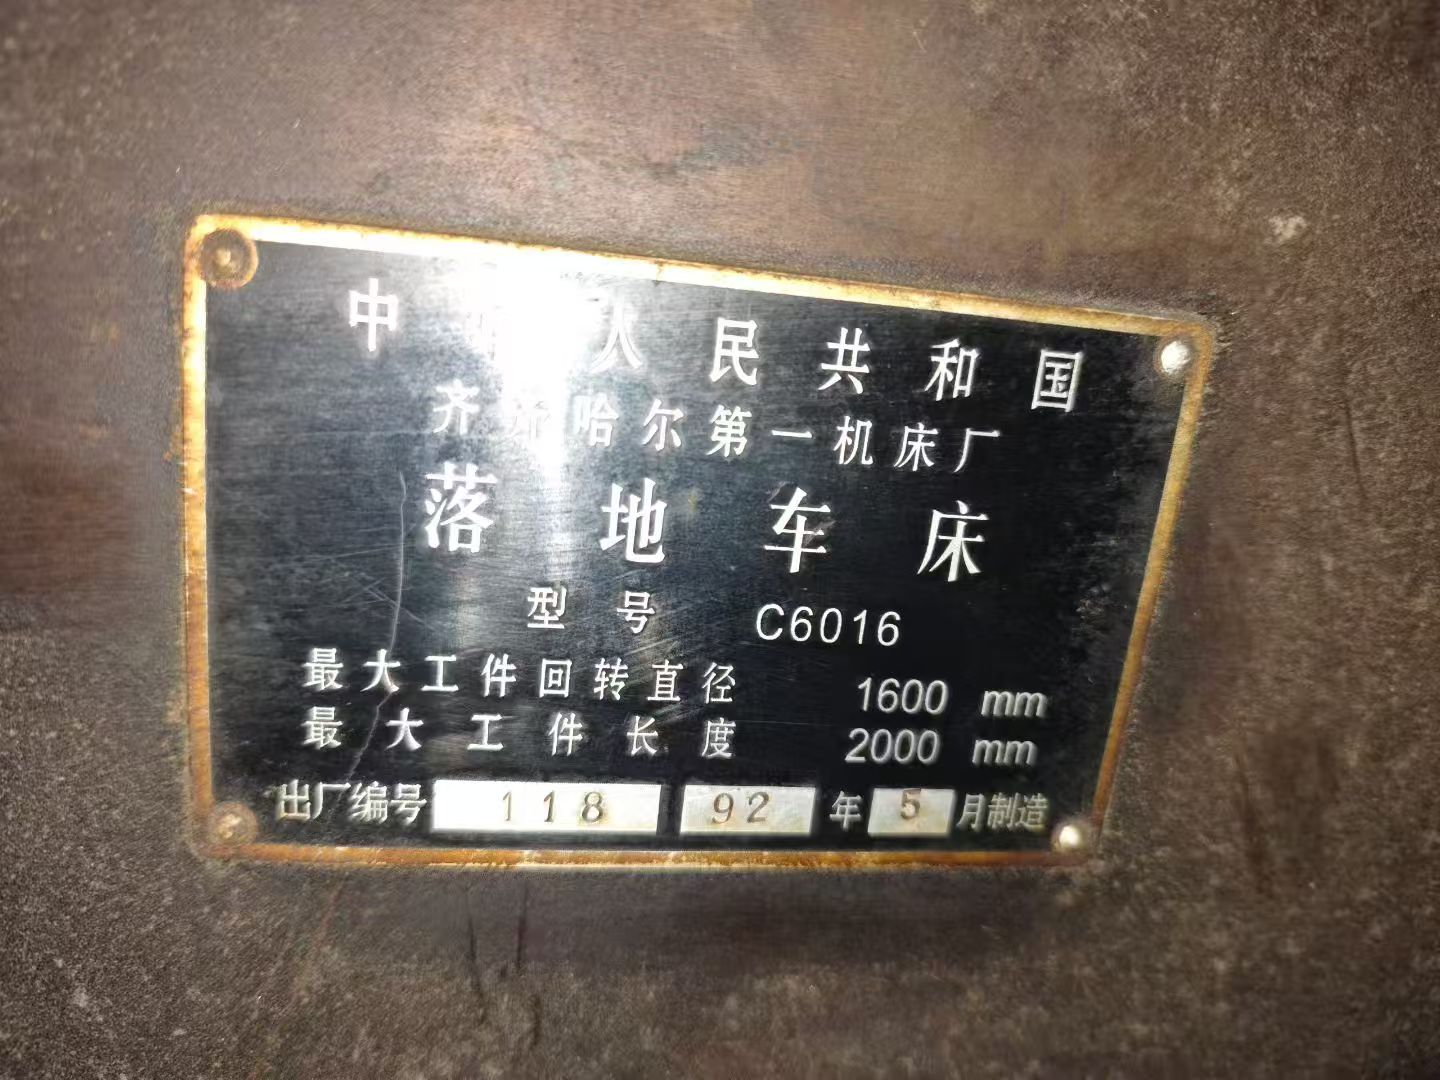 中华人民共和国
齐齐哈尔第一机床厂
落地车床
型号 C6016
最大工件回转直径 1600 mm
最大工件长度 2000 mm
出厂编号 118 92 年 5 月制造